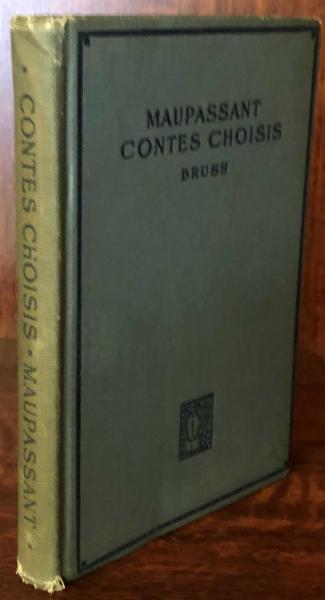 MAUPASSANT
CONTES CHOISIS
BRUSH
• CONTES CHOISIS • MAUPASSANT •